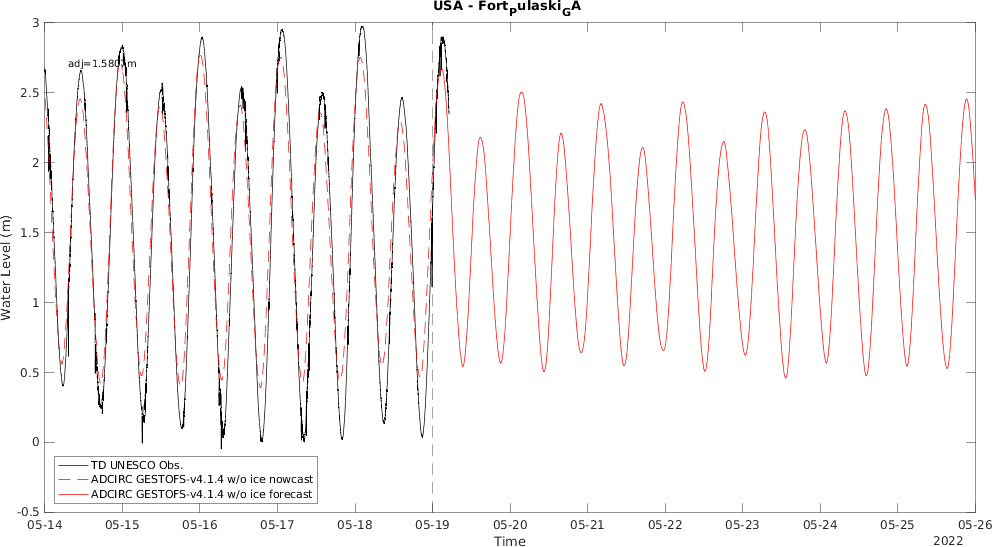 USA - Fort_Pulaski_GA
adj=1.5801m
3
2.5
2
1.5
1
0.5
0
-0.5
Water Level (m)
TD UNESCO Obs.
ADCIRC GESTOFS-v4.1.4 w/o ice nowcast
ADCIRC GESTOFS-v4.1.4 w/o ice forecast
05-14 05-15 05-16 05-17 05-18 05-19 05-20 05-21 05-22 05-23 05-24 05-25 05-26
Time
2022